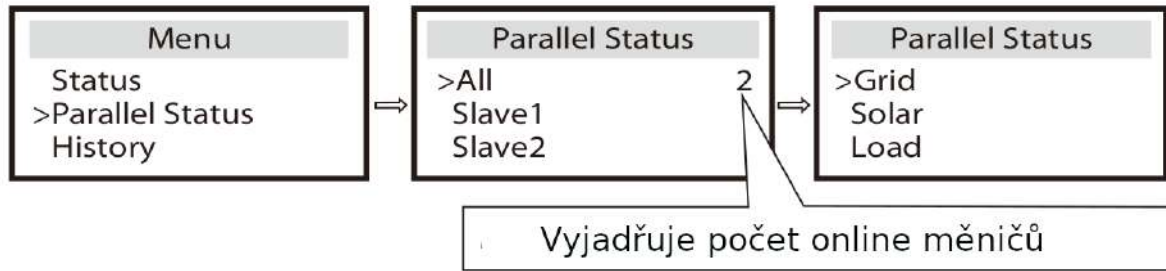 Menu
Status
>Parallel Status
History
Parallel Status
>All 2
Slave1
Slave2
Parallel Status
>Grid
Solar
Load
Vyjadřuje počet online měničů